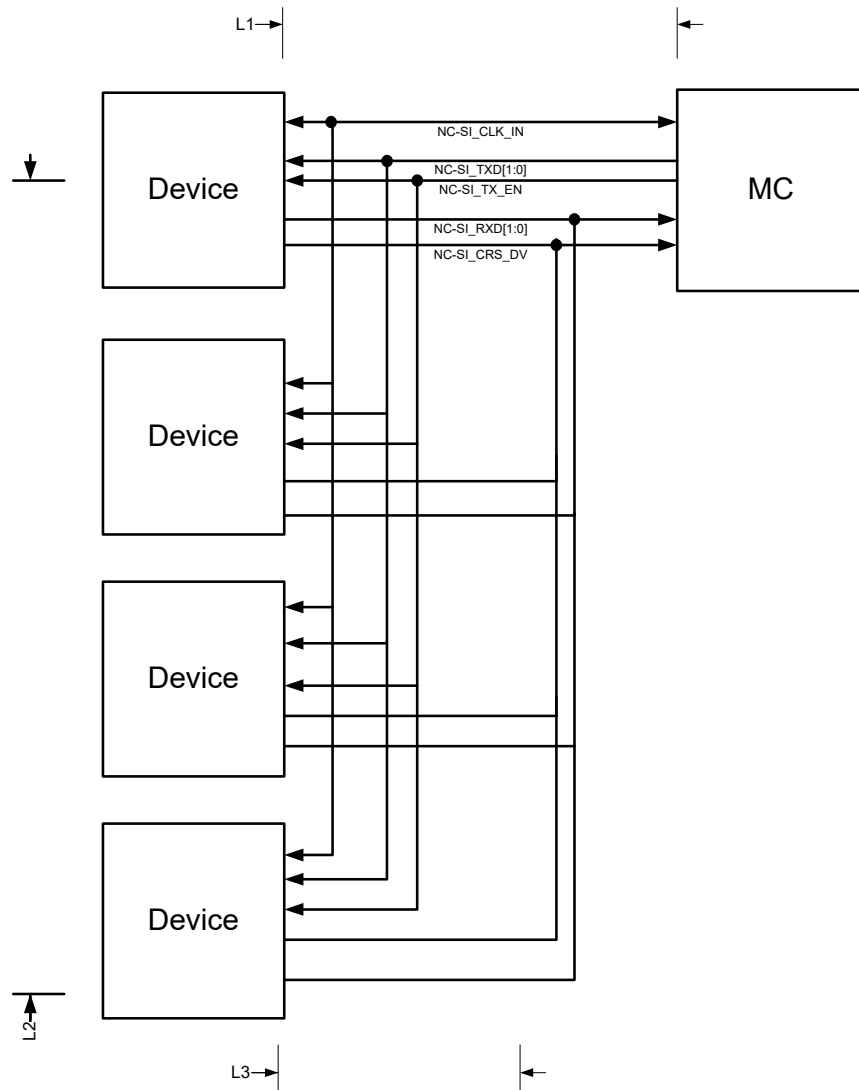 L1
Device
MC
NC-SI_CLK_IN
NC-SI_TXD[1:0]
NC-SI_TX_EN
NC-SI_RXD[1:0]
NC-SI_CRS_DV
Device
Device
Device
L2
L3